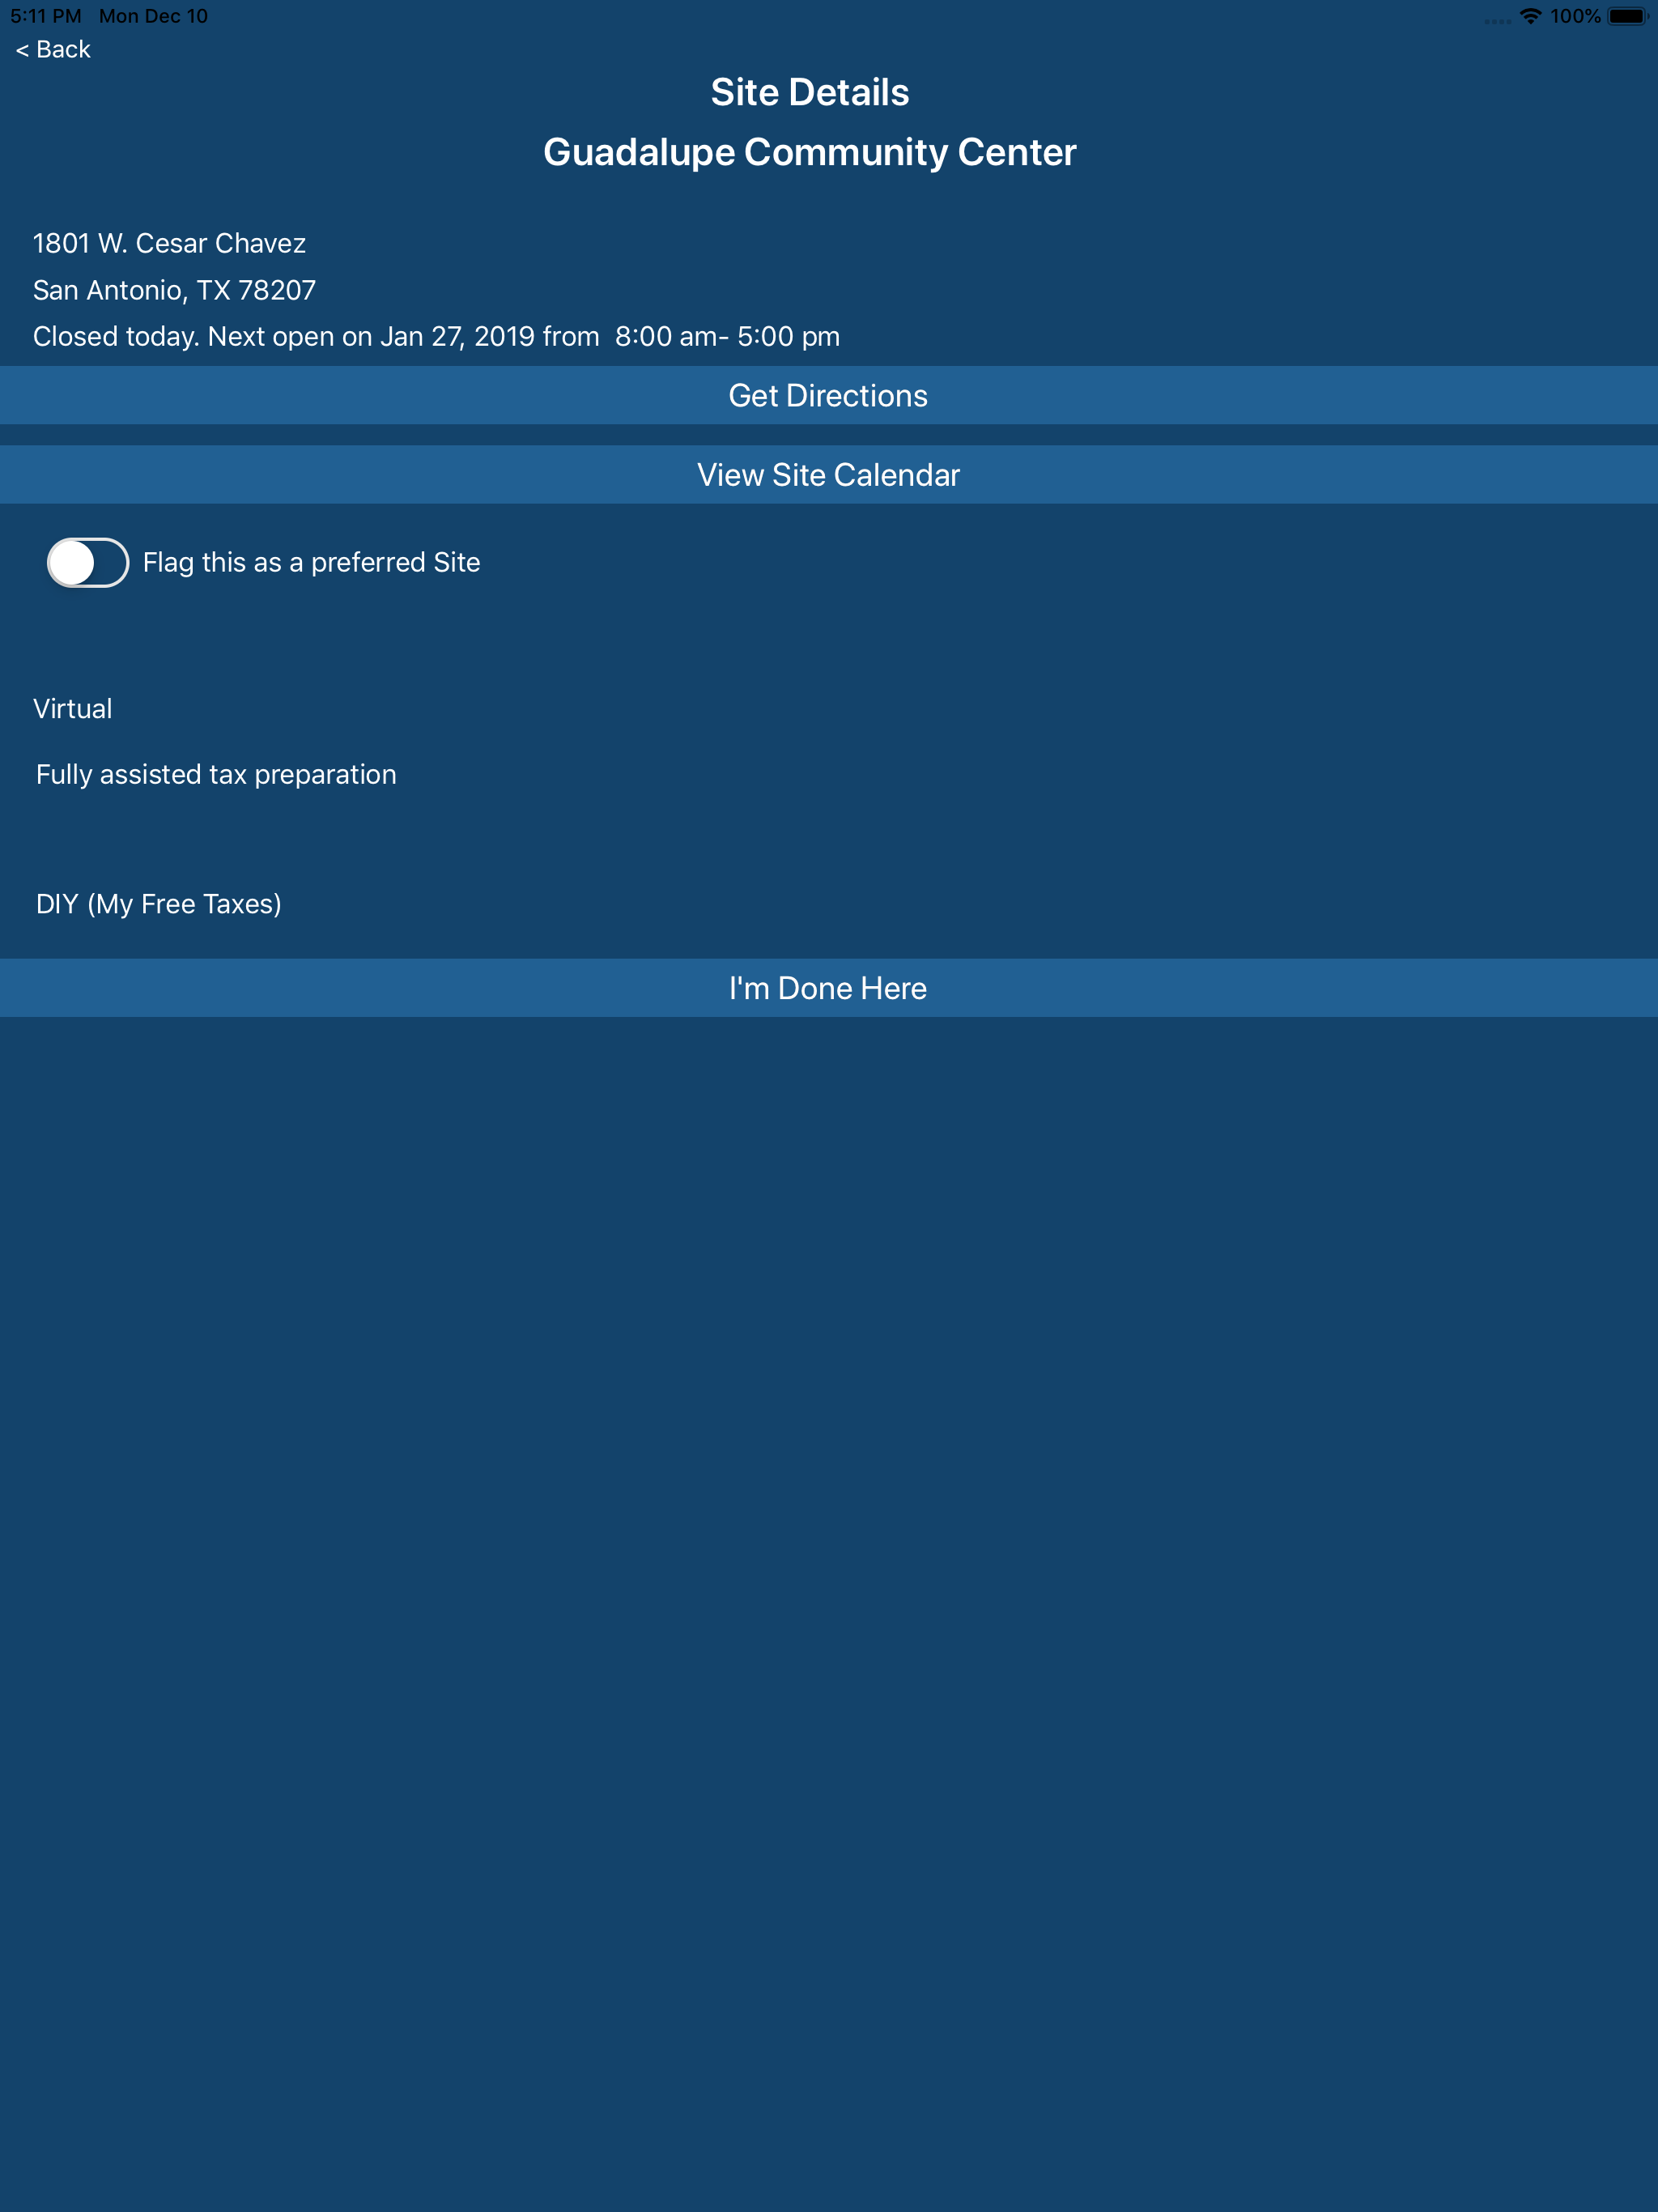 5:11 PM Mon Dec 10 100%
< Back
Site Details
Guadalupe Community Center
1801 W. Cesar Chavez
San Antonio, TX 78207
Closed today. Next open on Jan 27, 2019 from  8:00 am- 5:00 pm
Get Directions
View Site Calendar
Flag this as a preferred Site
Virtual
Fully assisted tax preparation
DIY (My Free Taxes)
I'm Done Here